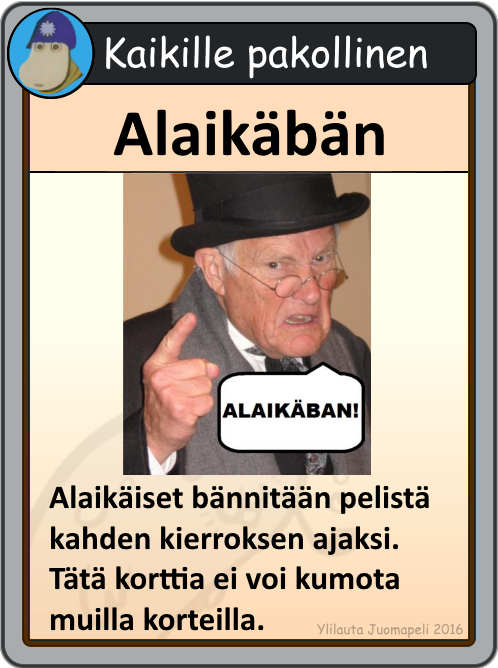 Kaikille pakollinen
Alaikäbän
ALAIKÄBAN!
Alaikäiset bännitään pelistä
kahden kierroksen ajaksi.
Tätä korttia ei voi kumota
muilla korteilla.
Ylilauta Juomapeli 2016